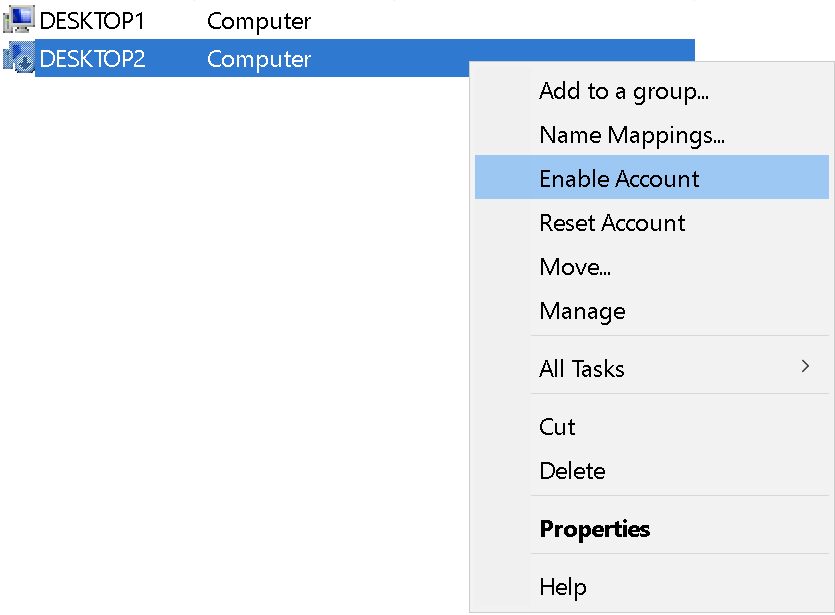 DESKTOP1 Computer
DESKTOP2 Computer
Add to a group...
Name Mappings...
Enable Account
Reset Account
Move...
Manage
All Tasks
Cut
Delete
Properties
Help